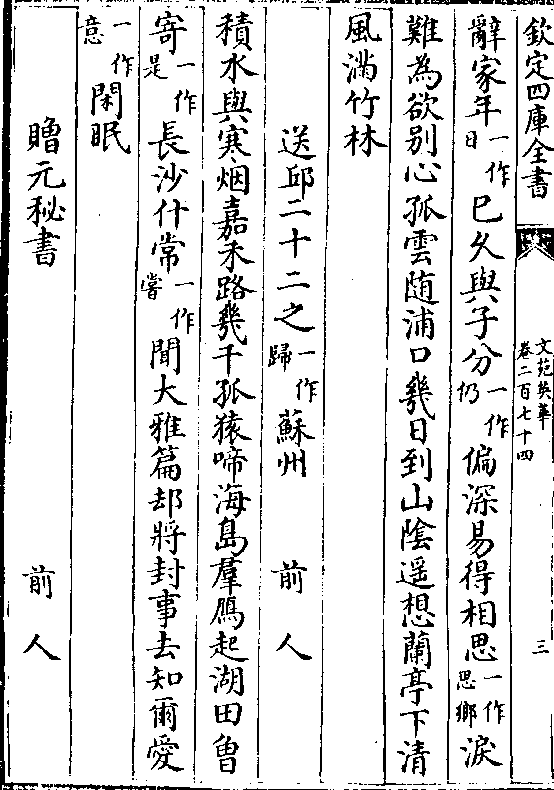 欽定四庫全書
文苑英華
卷二百七十四
三
辭家年一作日已久與子分一作仍偏深易得相思一作思鄉淚
難為欲别心孤雲随浦口幾日到山陰遥想蘭亭下清
風滿竹林
送邱二十二之一作歸蘇州 前人
積水與寒烟嘉禾路幾千孤猿啼海島羣鴈起湖田曾
寄一作是長沙什常一作嘗聞大雅篇却將封事去知爾愛
一作意閑眠
贈元秘書 前人